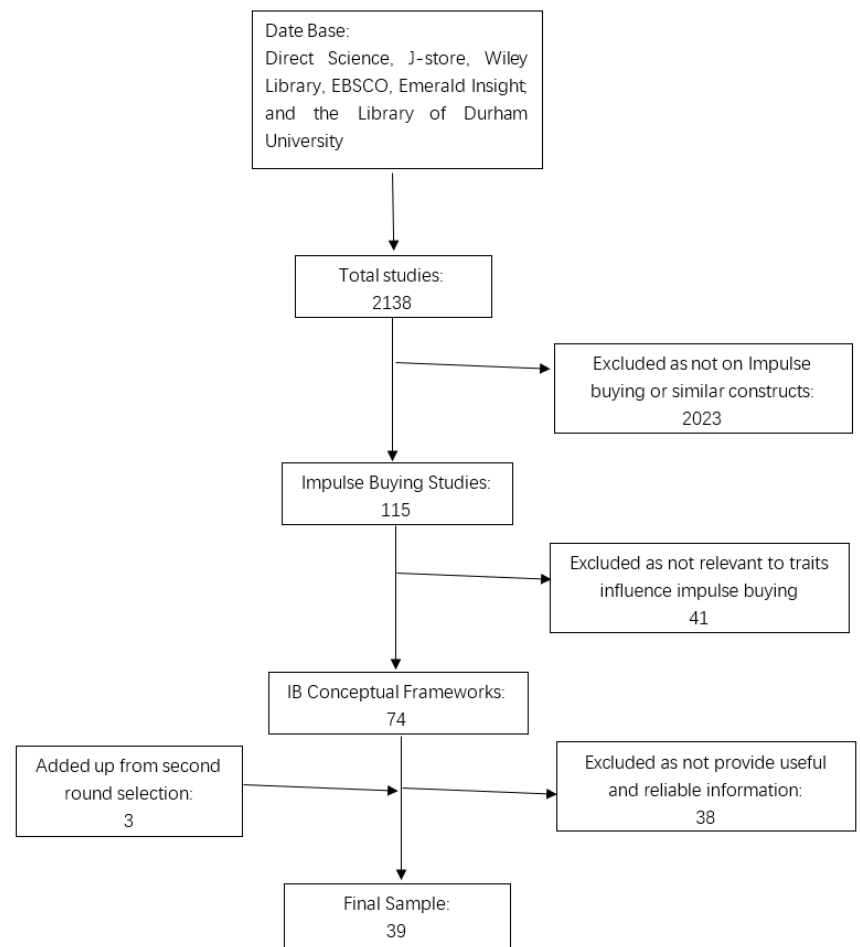 Date Base:
Direct Science, J-store, Wiley
Library, EBSCO, Emerald Insight;
and the Library of Durham
University
Total studies:
2138
Excluded as not on Impulse
buying or similar constructs:
2023
Impulse Buying Studies:
115
Excluded as not relevant to traits
influence impulse buying
41
IB Conceptual Frameworks:
74
Added up from second
round selection:
3
Excluded as not provide useful
and reliable information:
38
Final Sample:
39